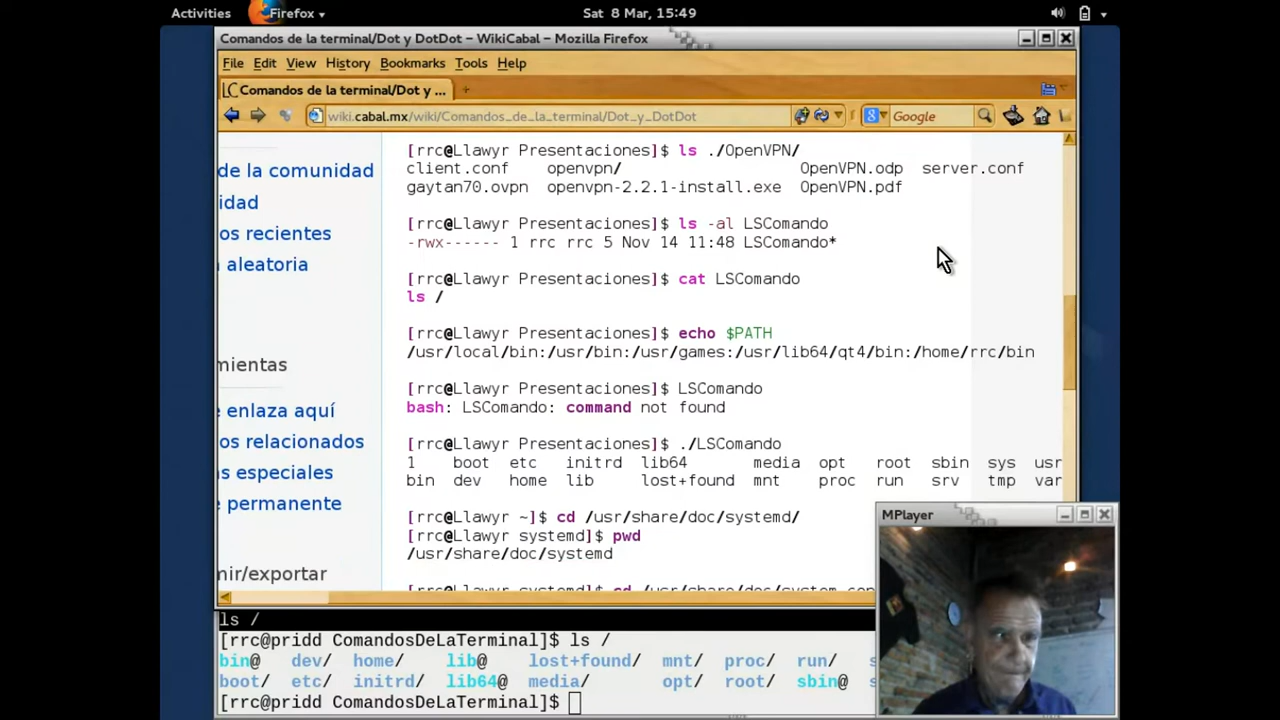 Activities Firefox Sat 8 Mar, 15:49
Comandos de la terminal/Dot y DotDot – WikiCabal – Mozilla Firefox
File Edit View History Bookmarks Tools Help
Comandos de la terminal/Dot y ...
wiki.cabal.mx/wiki/Comandos_de_la_terminal/Dot_y_DotDot Google
de la comunidad
idad
os recientes
aleatoria
mientas
e enlaza aquí
os relacionados
s especiales
e permanente
mir/exportar
[rrc@Llawyr Presentaciones]$ ls ./OpenVPN/
client.conf openvpn/ OpenVPN.odp server.conf
gaytan70.ovpn openvpn-2.2.1-install.exe OpenVPN.pdf
[rrc@Llawyr Presentaciones]$ ls -al LSComando
-rwx------ 1 rrc rrc 5 Nov 14 11:48 LSComando*
[rrc@Llawyr Presentaciones]$ cat LSComando
ls /
[rrc@Llawyr Presentaciones]$ echo $PATH
/usr/local/bin:/usr/bin:/usr/games:/usr/lib64/qt4/bin:/home/rrc/bin
[rrc@Llawyr Presentaciones]$ LSComando
bash: LSComando: command not found
[rrc@Llawyr Presentaciones]$ ./LSComando
1 boot etc initrd lib64 media opt root sbin sys usr
bin dev home lib lost+found mnt proc run srv tmp var
[rrc@Llawyr ~]$ cd /usr/share/doc/systemd/
[rrc@Llawyr systemd]$ pwd
/usr/share/doc/systemd
[rrc@Llawyr systemd]$ cd /usr/share/doc/system-con
MPlayer
ls /
[rrc@pridd ComandosDeLaTerminal]$ ls /
bin@ dev/ home/ lib@ lost+found/ mnt/ proc/ run/ s
boot/ etc/ initrd/ lib64@ media/ opt/ root/ sbin@
[rrc@pridd ComandosDeLaTerminal]$